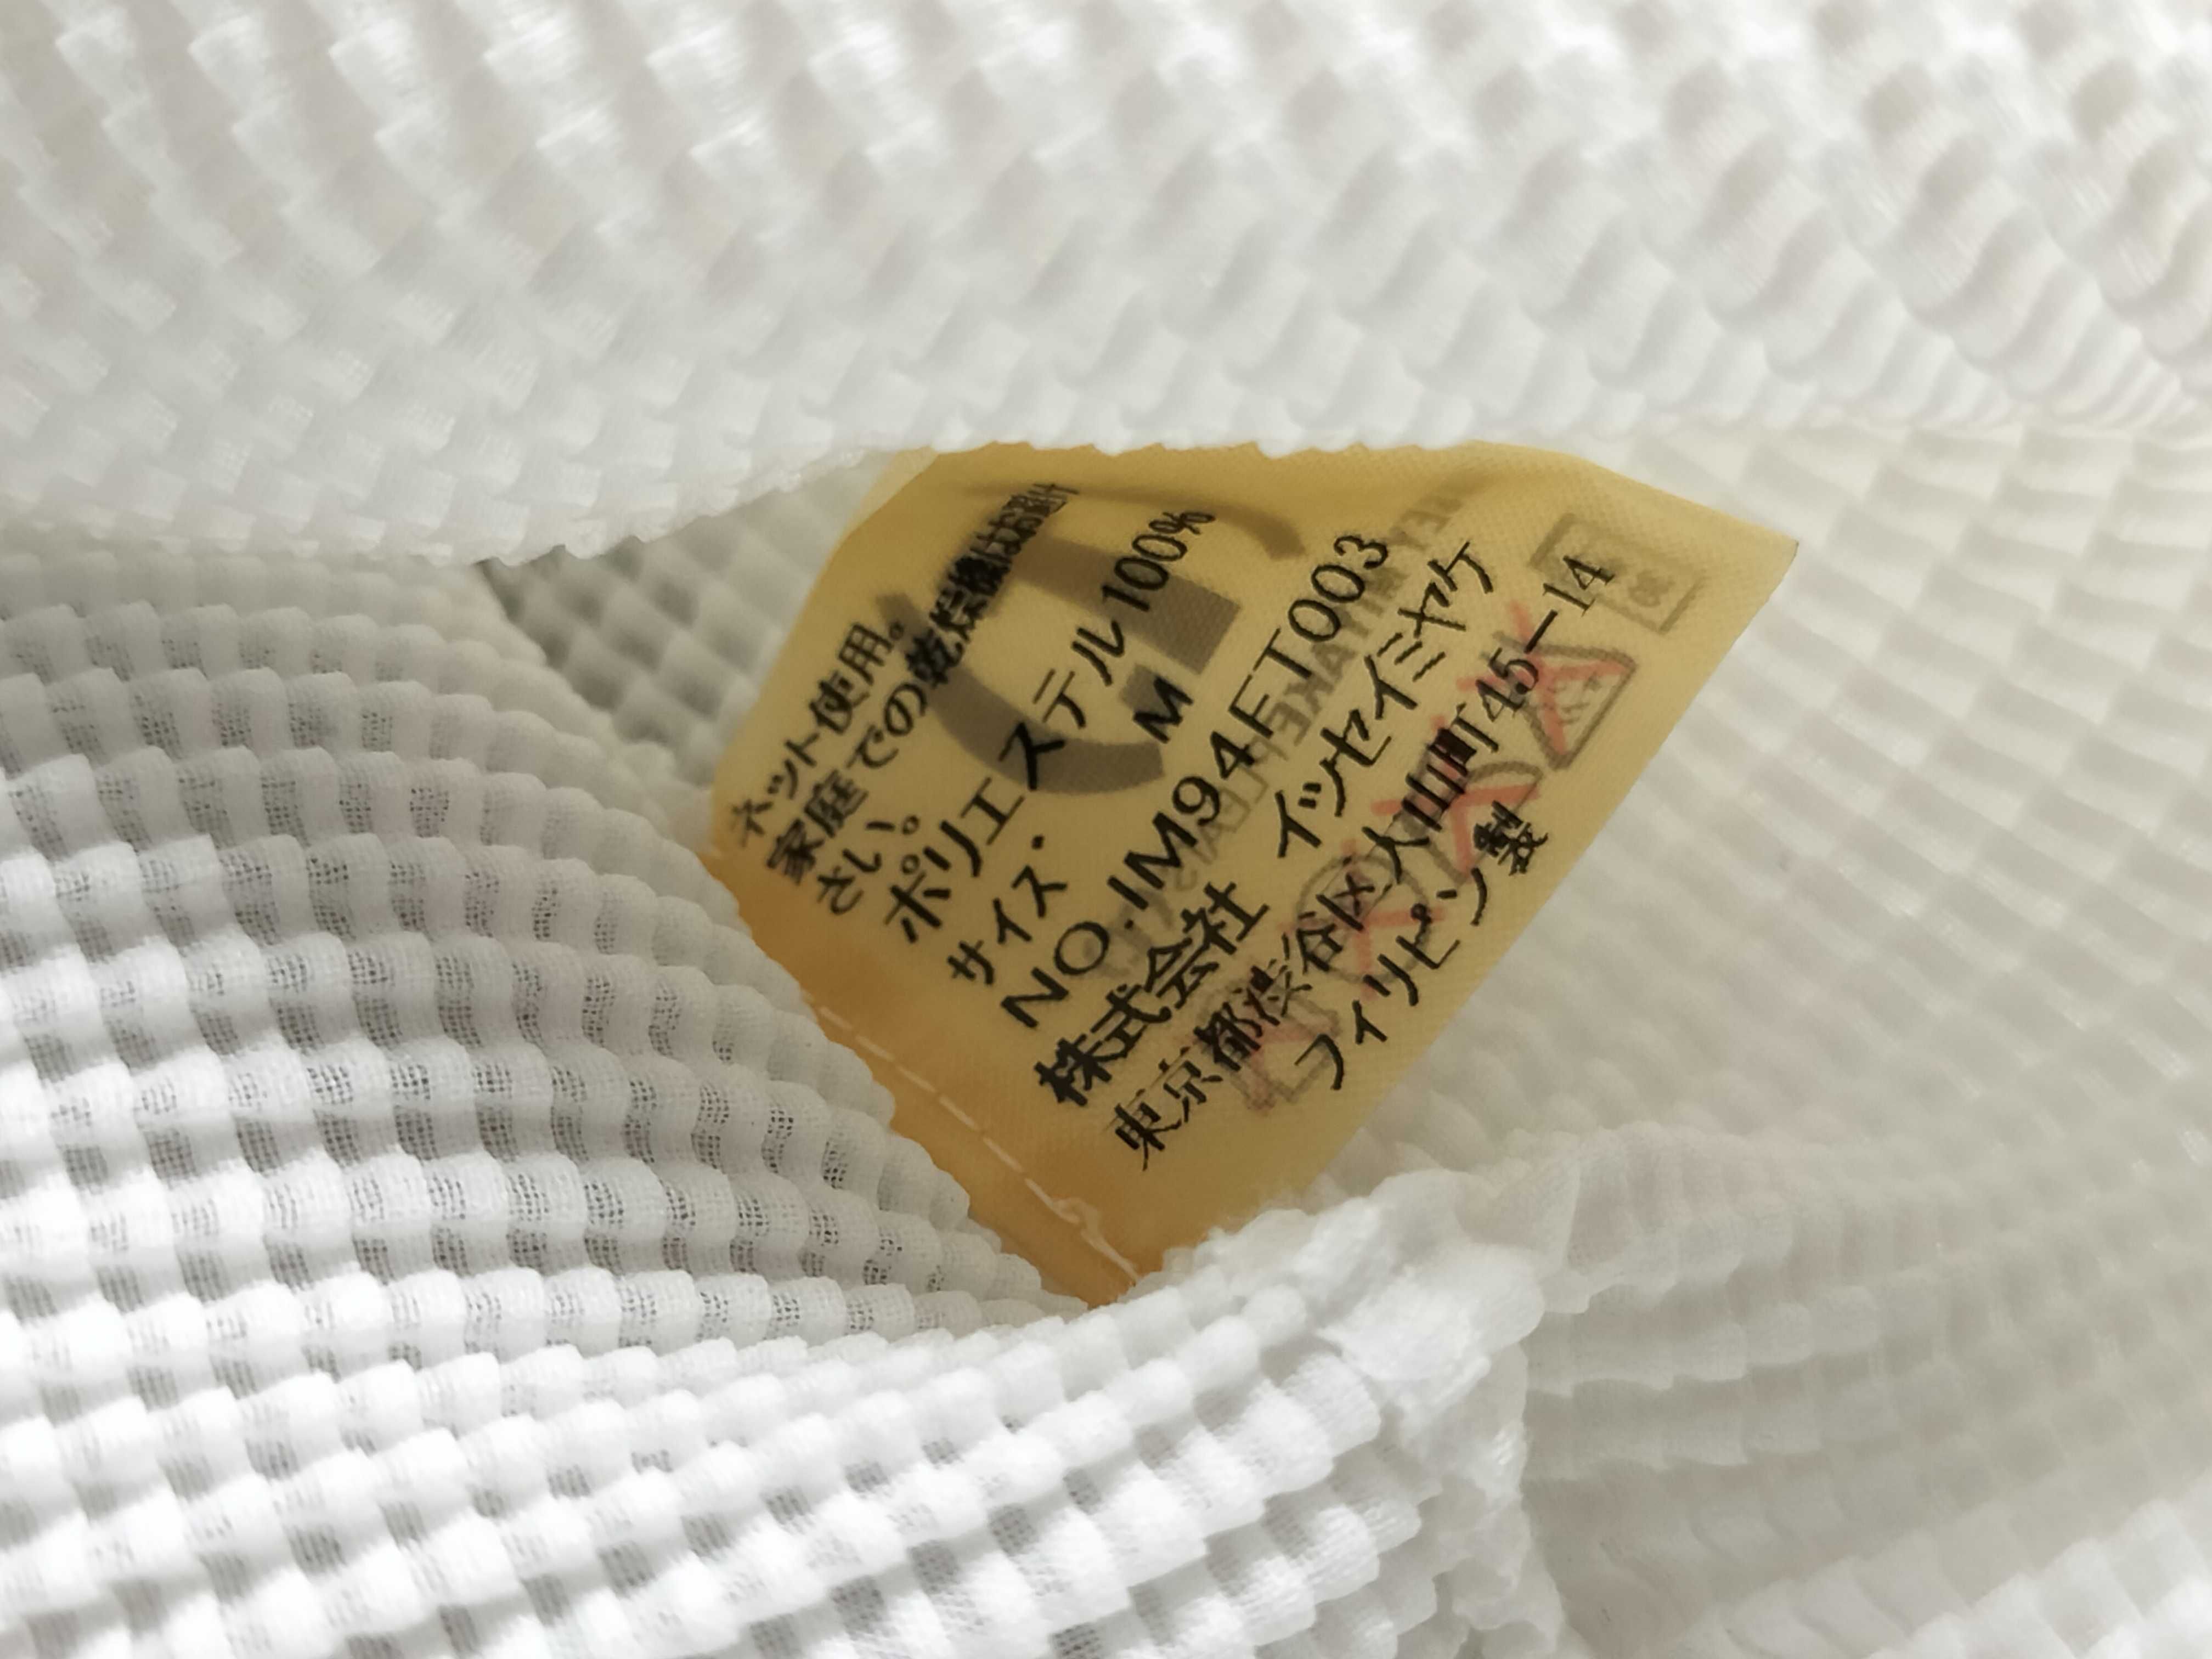 ネット使用。
家庭での乾燥機はお避け
さい。
ポリエステル 100%
サイズ・ M
NO.IM94FT003
株式会社 イッセイミヤケ
東京都渋谷区大山町45-14
フィリピン製